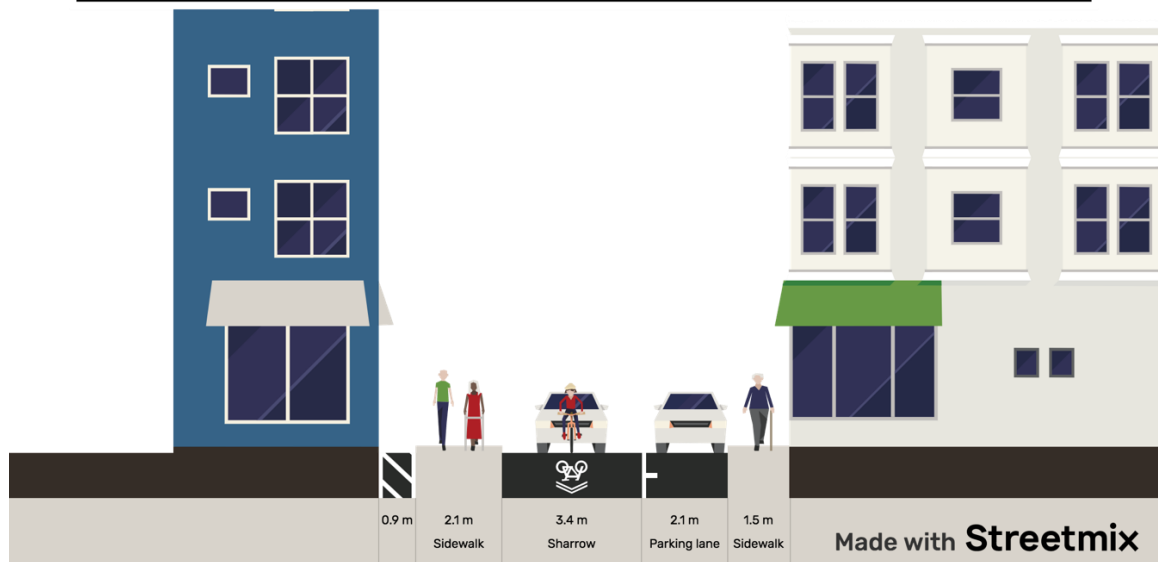 0.9 m
2.1 m
Sidewalk
3.4 m
Sharrow
2.1 m
Parking lane
1.5 m
Sidewalk
Made with Streetmix